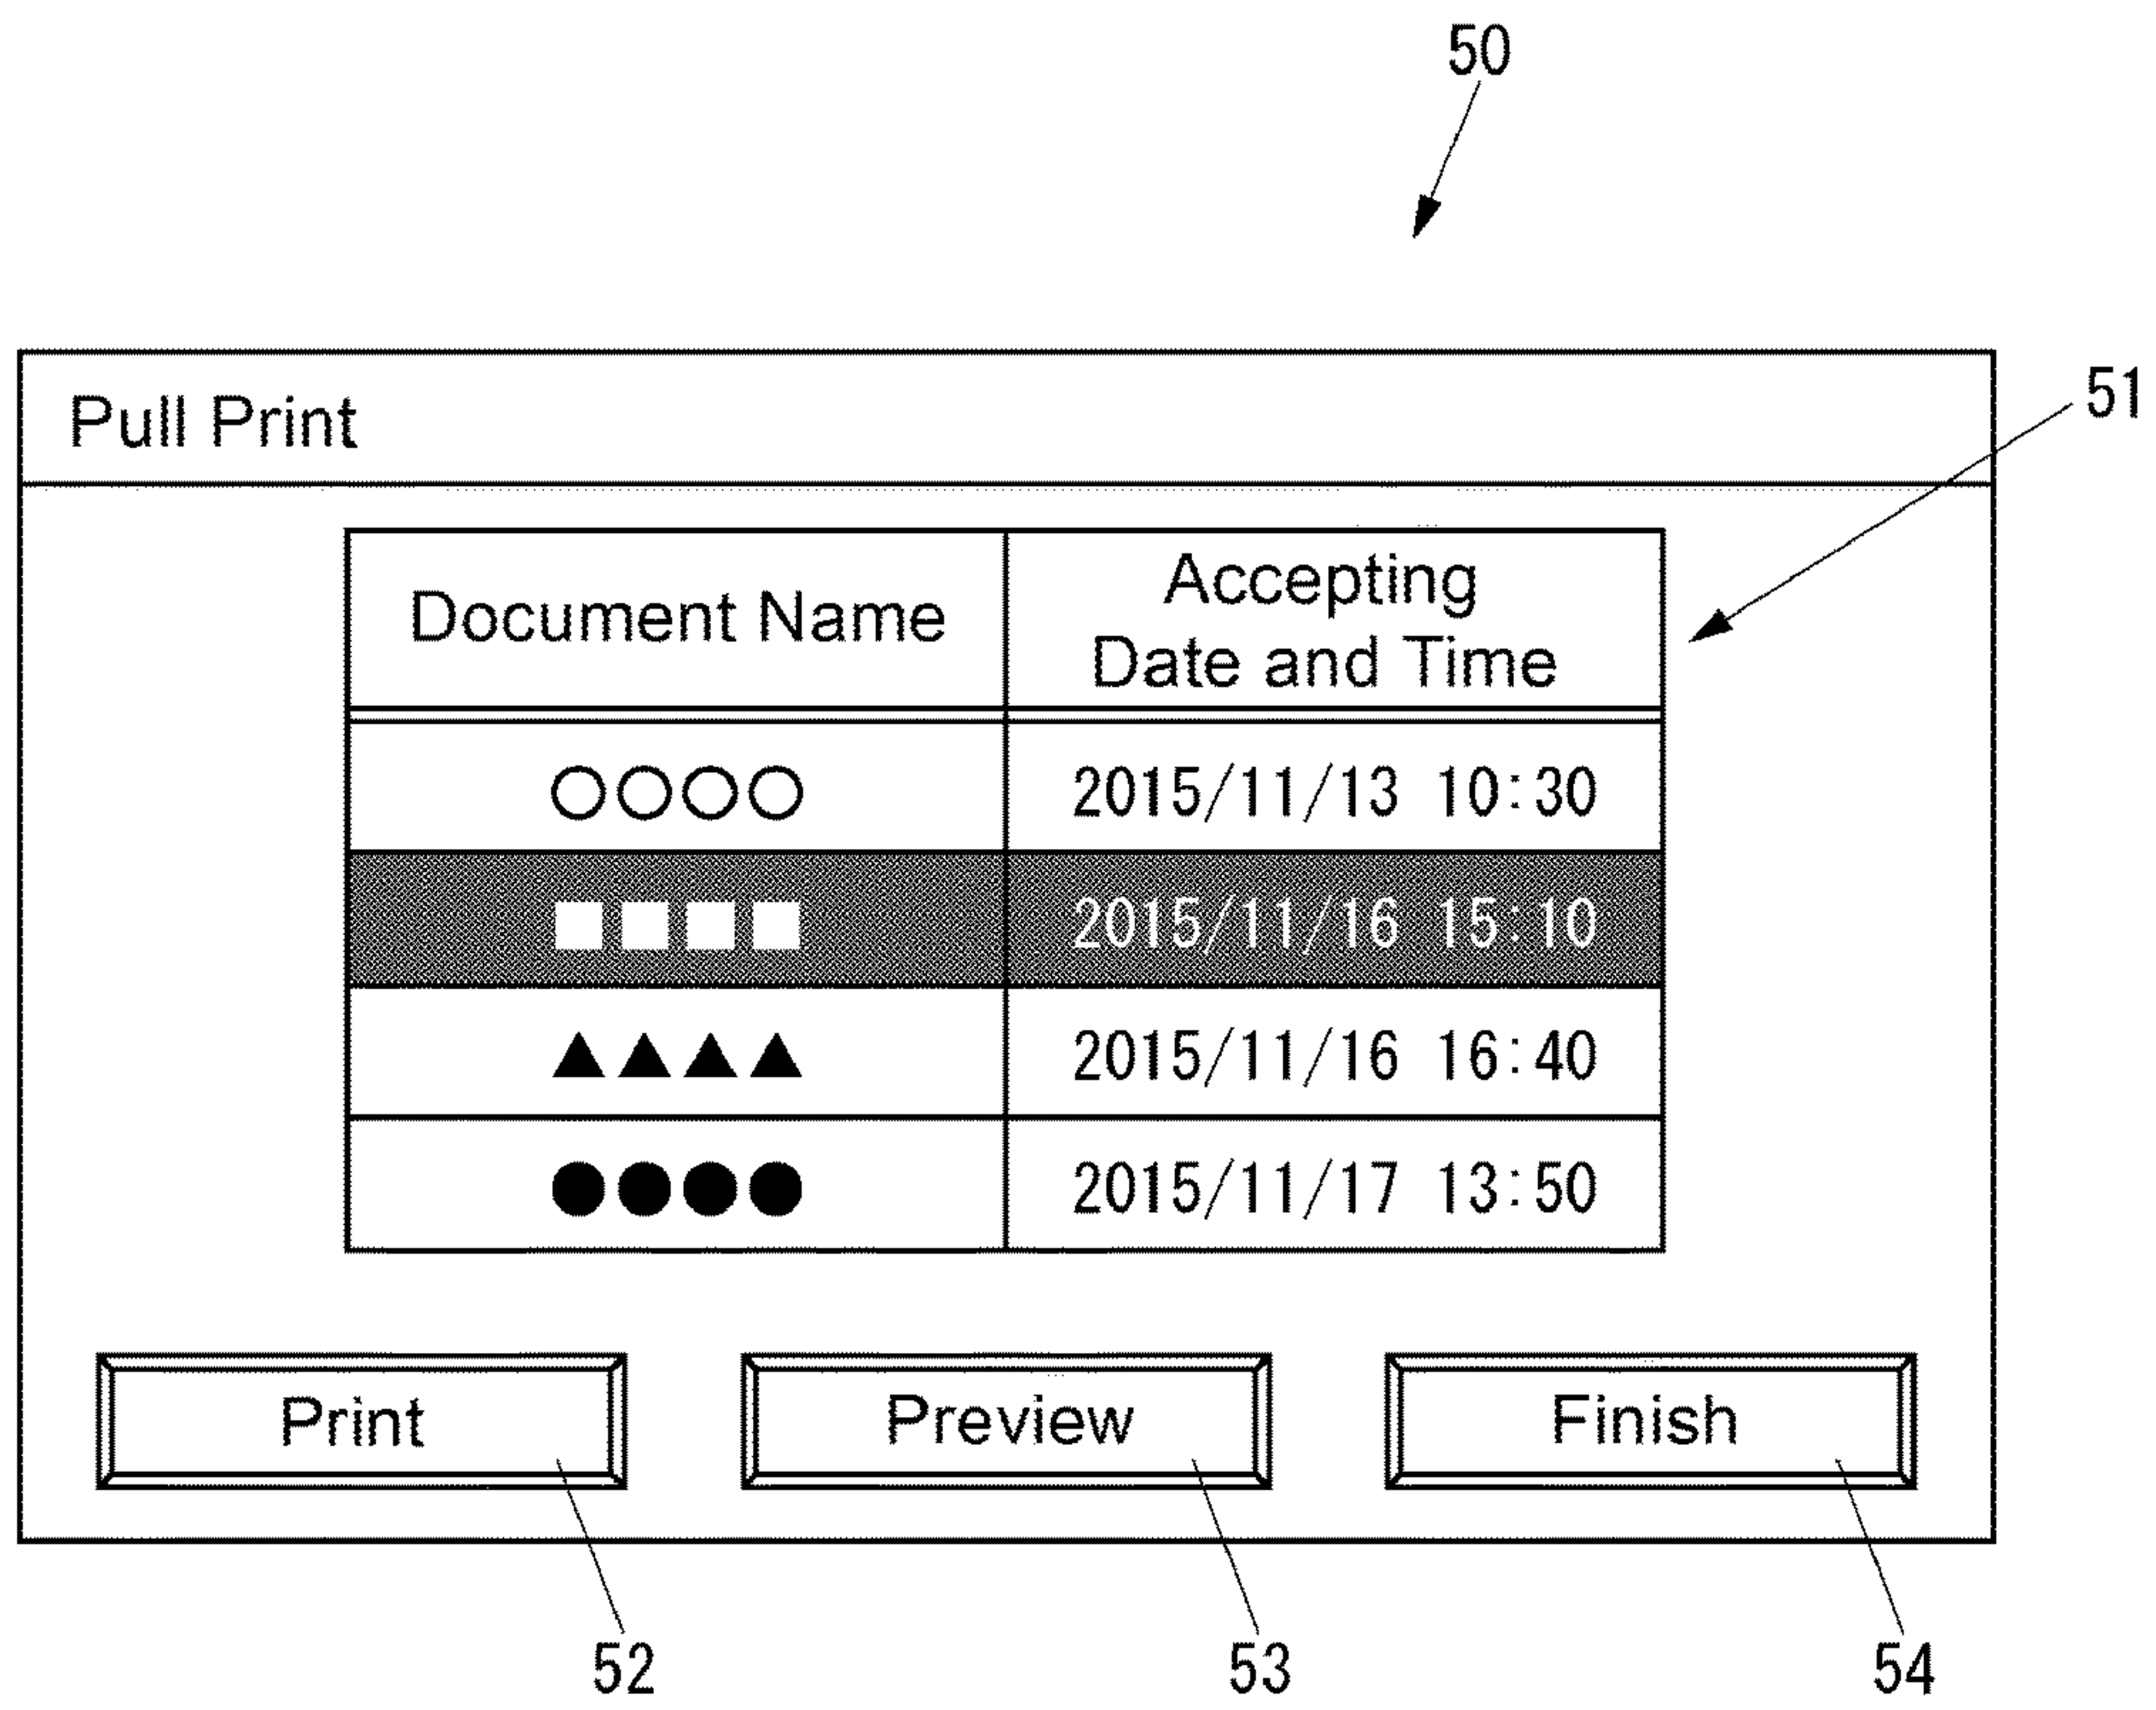 50
51
Pull Print
Document Name
Accepting
Date and Time
○○○○ 2015/11/13 10:30
■■■■ 2015/11/16 15:10
▲▲▲▲ 2015/11/16 16:40
●●●● 2015/11/17 13:50
Print Preview Finish
52 53 54